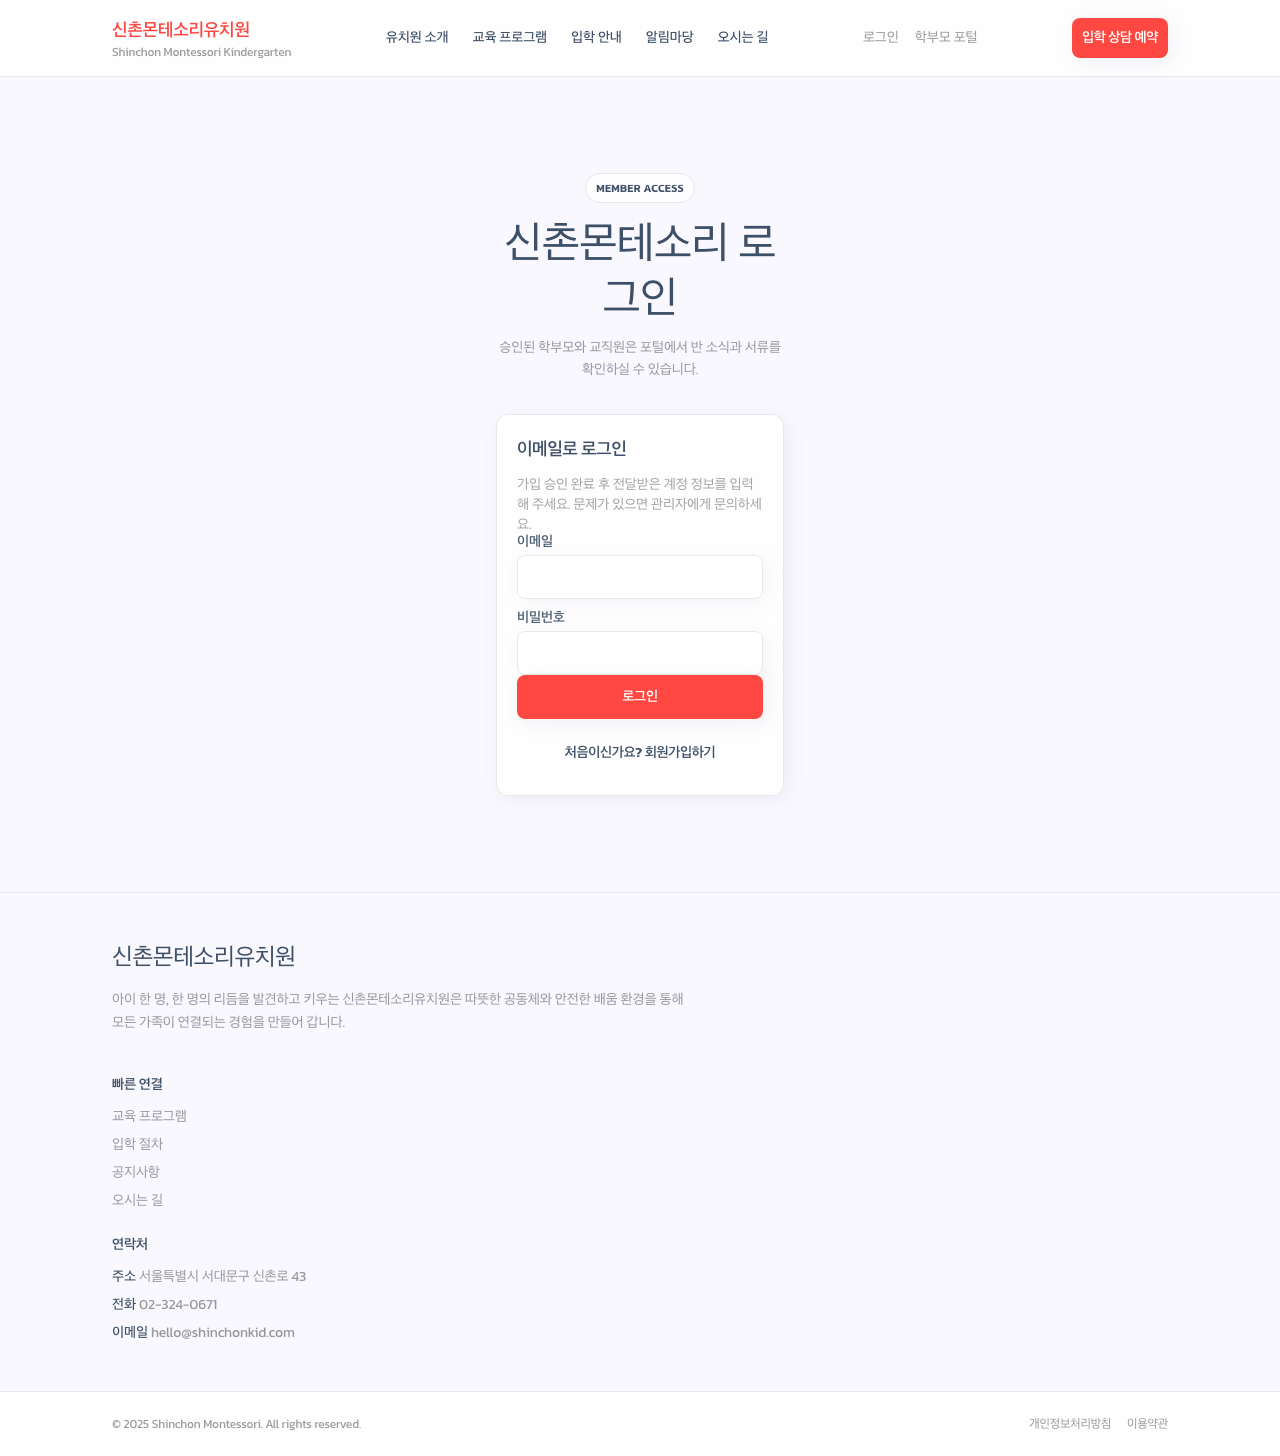 신촌몬테소리유치원
Shinchon Montessori Kindergarten
유치원 소개 교육 프로그램 입학 안내 알림마당 오시는 길
로그인 학부모 포털
입학 상담 예약
MEMBER ACCESS
신촌몬테소리 로
그인
승인된 학부모와 교직원은 포털에서 반 소식과 서류를
확인하실 수 있습니다.
이메일로 로그인
가입 승인 완료 후 전달받은 계정 정보를 입력
해 주세요. 문제가 있으면 관리자에게 문의하세
요.
이메일
비밀번호
로그인
처음이신가요? 회원가입하기
신촌몬테소리유치원
아이 한 명, 한 명의 리듬을 발견하고 키우는 신촌몬테소리유치원은 따뜻한 공동체와 안전한 배움 환경을 통해
모든 가족이 연결되는 경험을 만들어 갑니다.
빠른 연결
교육 프로그램
입학 절차
공지사항
오시는 길
연락처
주소 서울특별시 서대문구 신촌로 43
전화 02-324-0671
이메일 hello@shinchonkid.com
© 2025 Shinchon Montessori. All rights reserved.
개인정보처리방침 이용약관